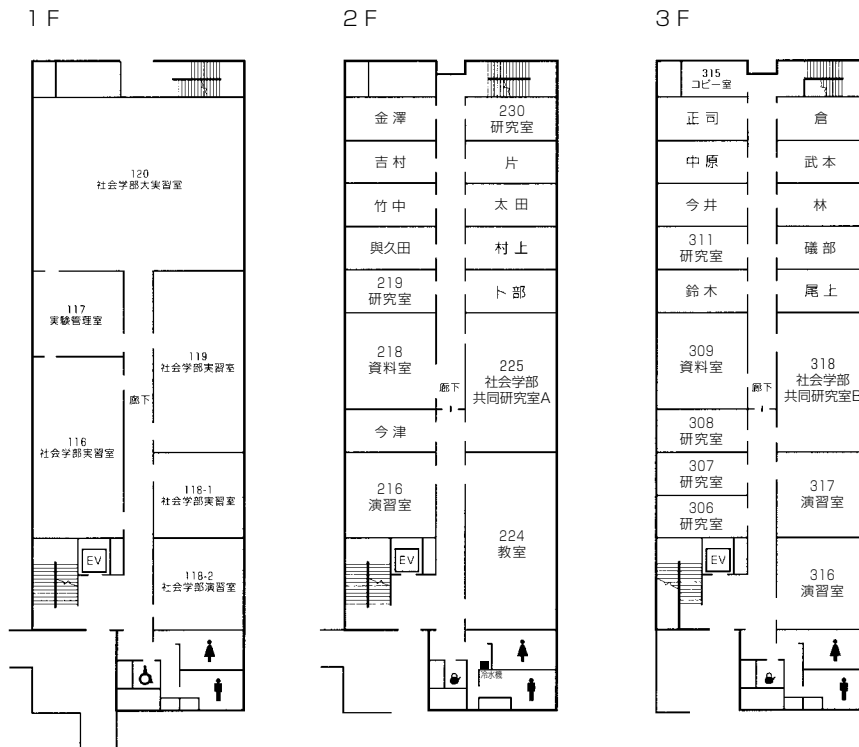 1F
120
社会学部大実習室
117
実験管理室
119
社会学部実習室
廊下
116
社会学部実習室
118-1
社会学部実習室
EV
118-2
社会学部演習室
2F
金澤
230
研究室
吉村
片
竹中
太田
與久田
村上
219
研究室
卜部
218
資料室
225
社会学部
共同研究室A
廊下
今津
216
演習室
224
教室
EV
冷水機
3F
315
コピー室
正司
倉
中原
武本
今井
林
311
研究室
礒部
鈴木
尾上
309
資料室
318
社会学部
共同研究室B
廊下
308
研究室
307
研究室
317
演習室
306
研究室
EV
316
演習室